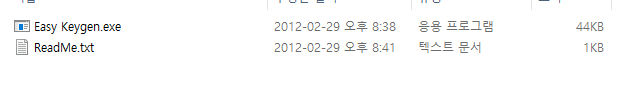 Easy Keygen.exe 2012-02-29 오후 8:38 응용 프로그램 44KB
ReadMe.txt 2012-02-29 오후 8:41 텍스트 문서 1KB